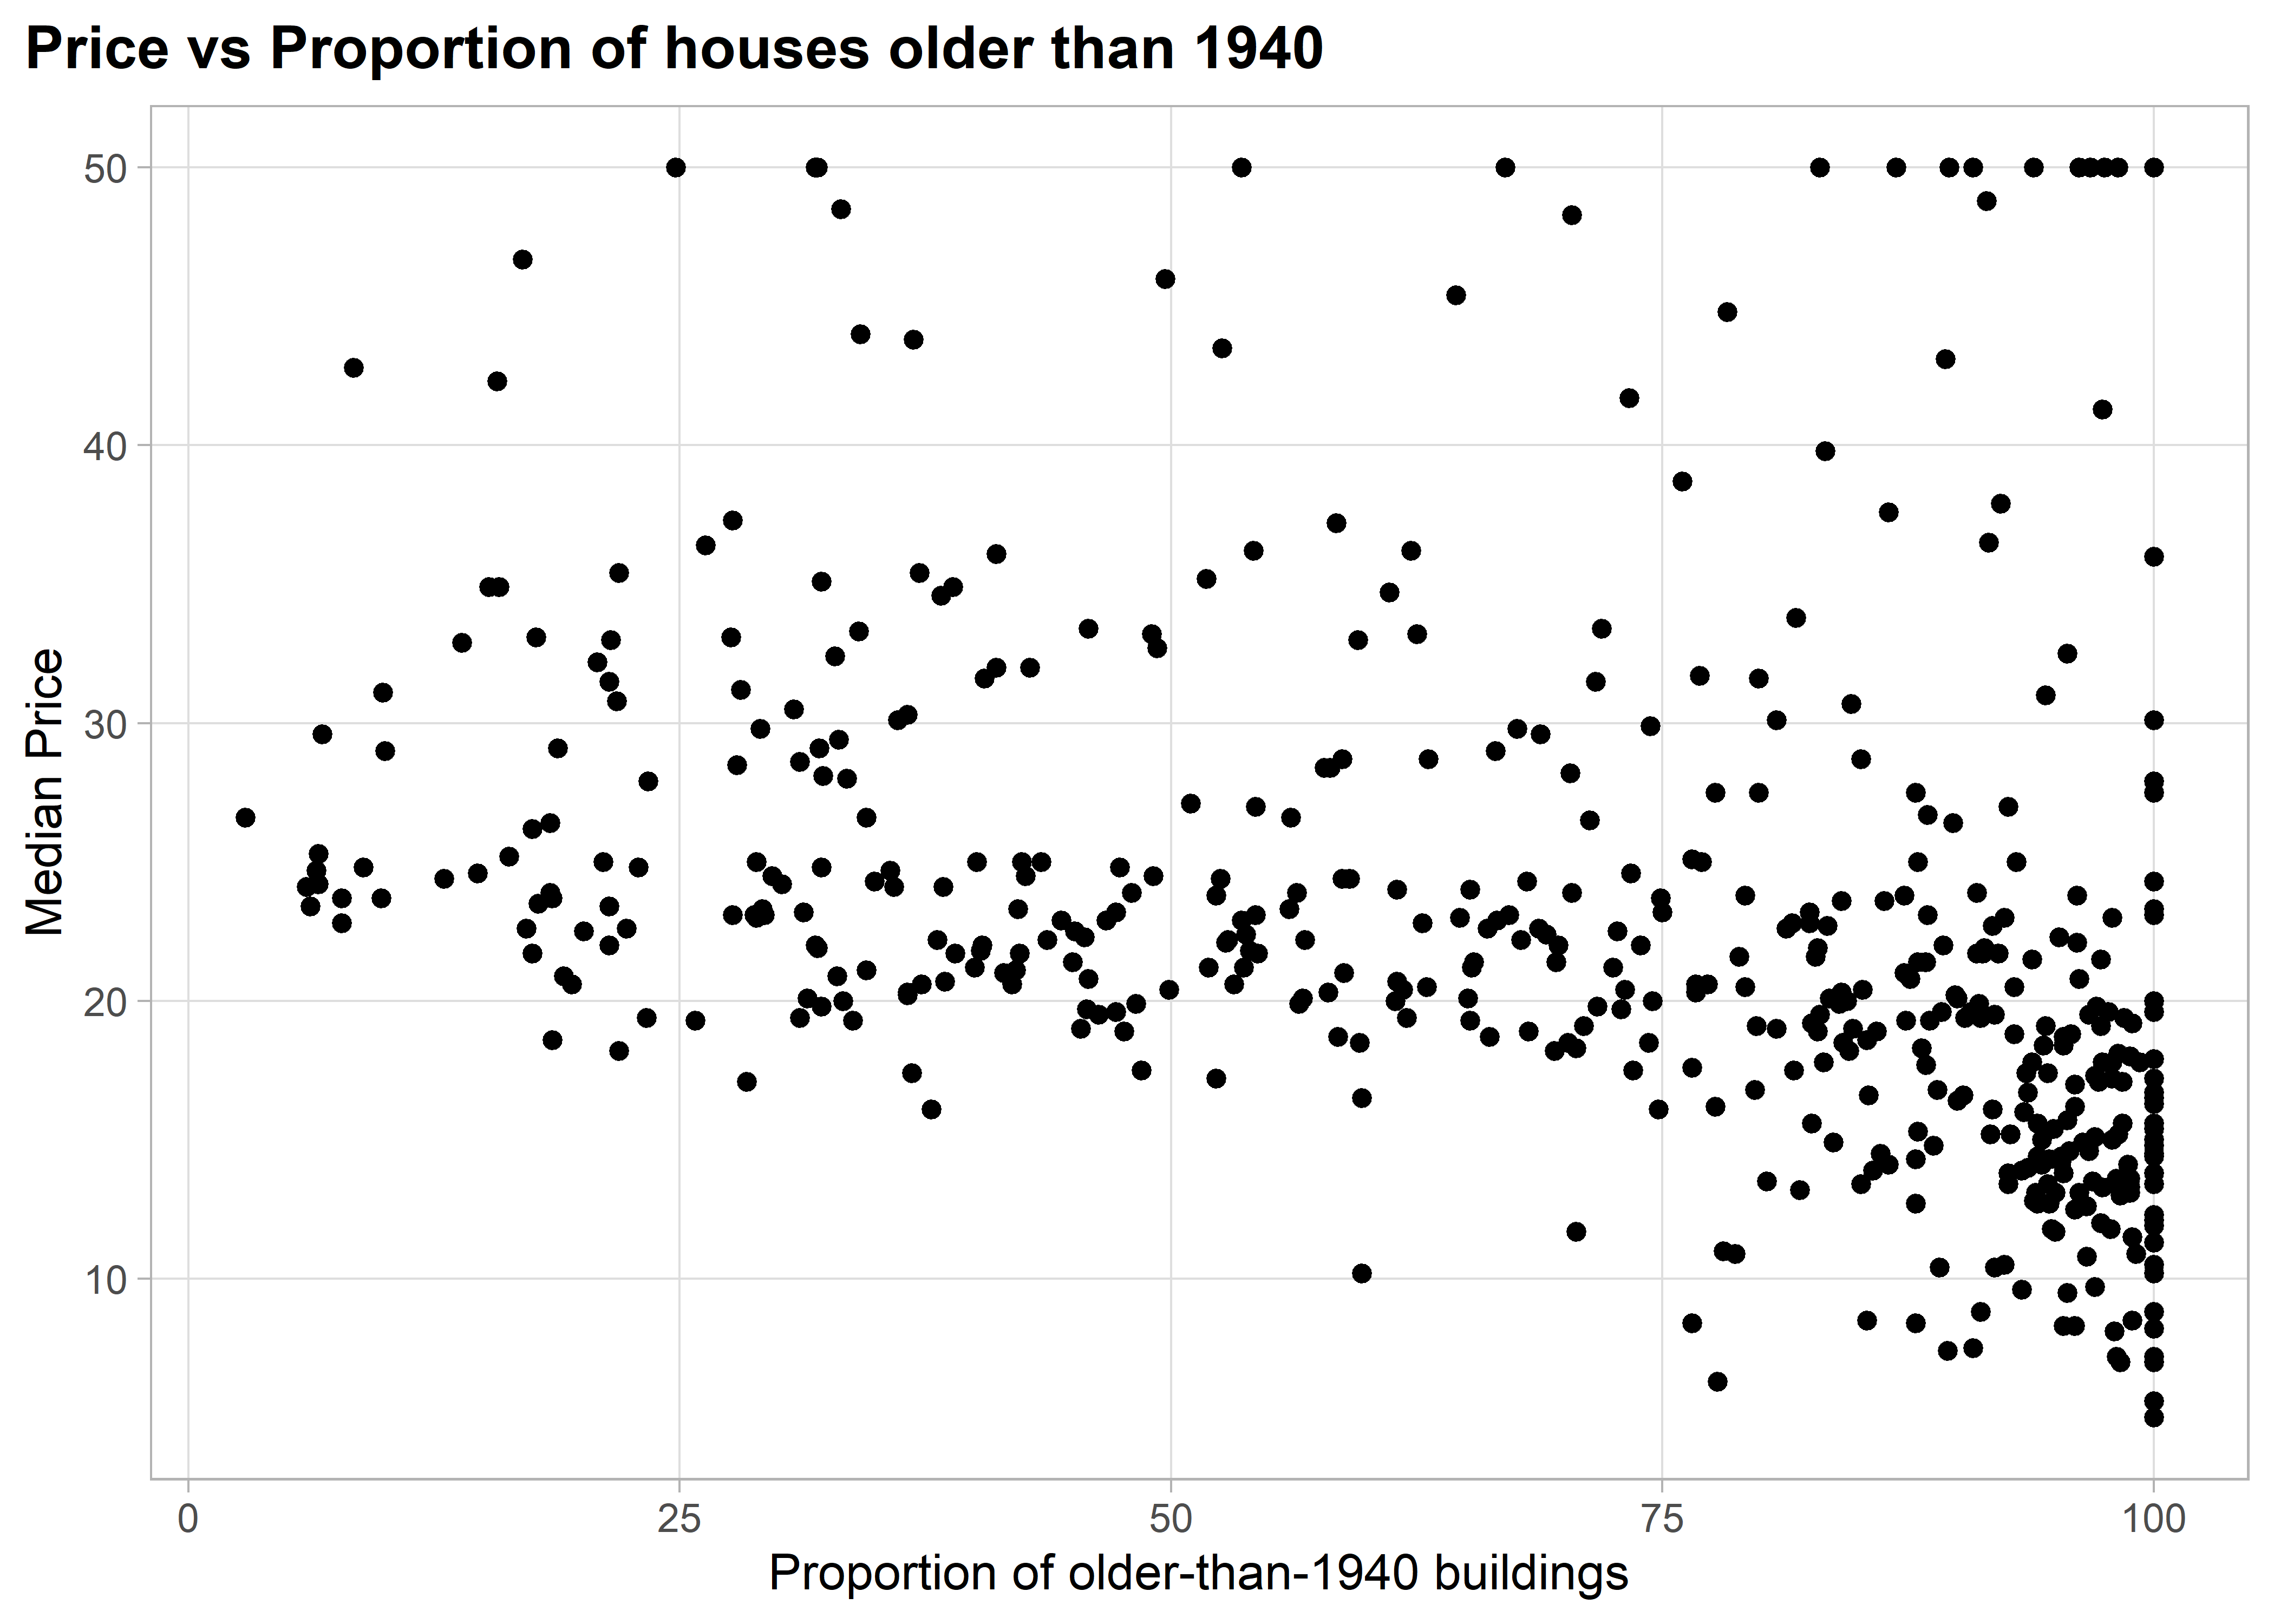 Price vs Proportion of houses older than 1940
50
40
30
20
10
Median Price
0 25 50 75 100
Proportion of older-than-1940 buildings